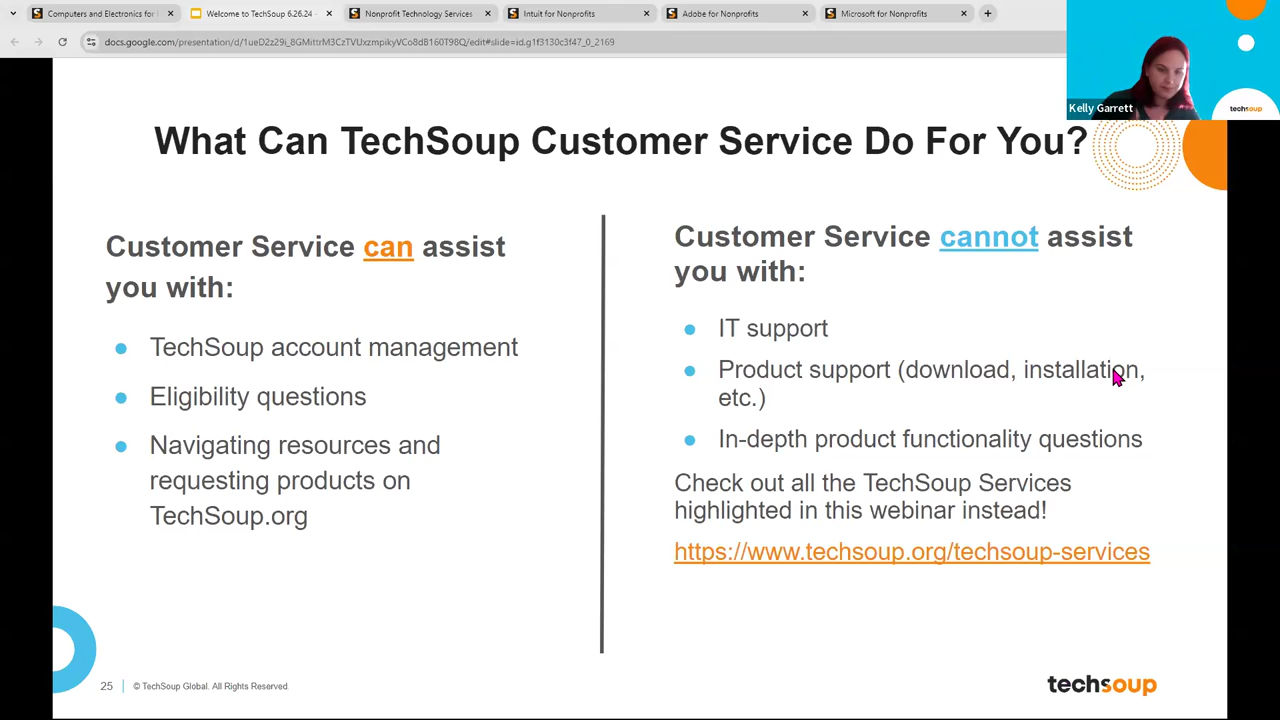 Computers and Electronics for
Welcome to TechSoup 6.26.24 -
Nonprofit Technology Services
Intuit for Nonprofits
Adobe for Nonprofits
Microsoft for Nonprofits
docs.google.com/presentation/d/1ueD2z29j_8GMittrM3CzTVUxzmpikyVCo8dB160T98Q/edit#slide=id.g1f3130c3f47_0_2169
Kelly Garrett
techsoup
What Can TechSoup Customer Service Do For You?
Customer Service can assist
you with:
● TechSoup account management
● Eligibility questions
● Navigating resources and
requesting products on
TechSoup.org
Customer Service cannot assist
you with:
● IT support
● Product support (download, installation,
etc.)
● In-depth product functionality questions
Check out all the TechSoup Services
highlighted in this webinar instead!
https://www.techsoup.org/techsoup-services
25 | © TechSoup Global. All Rights Reserved.
techsoup